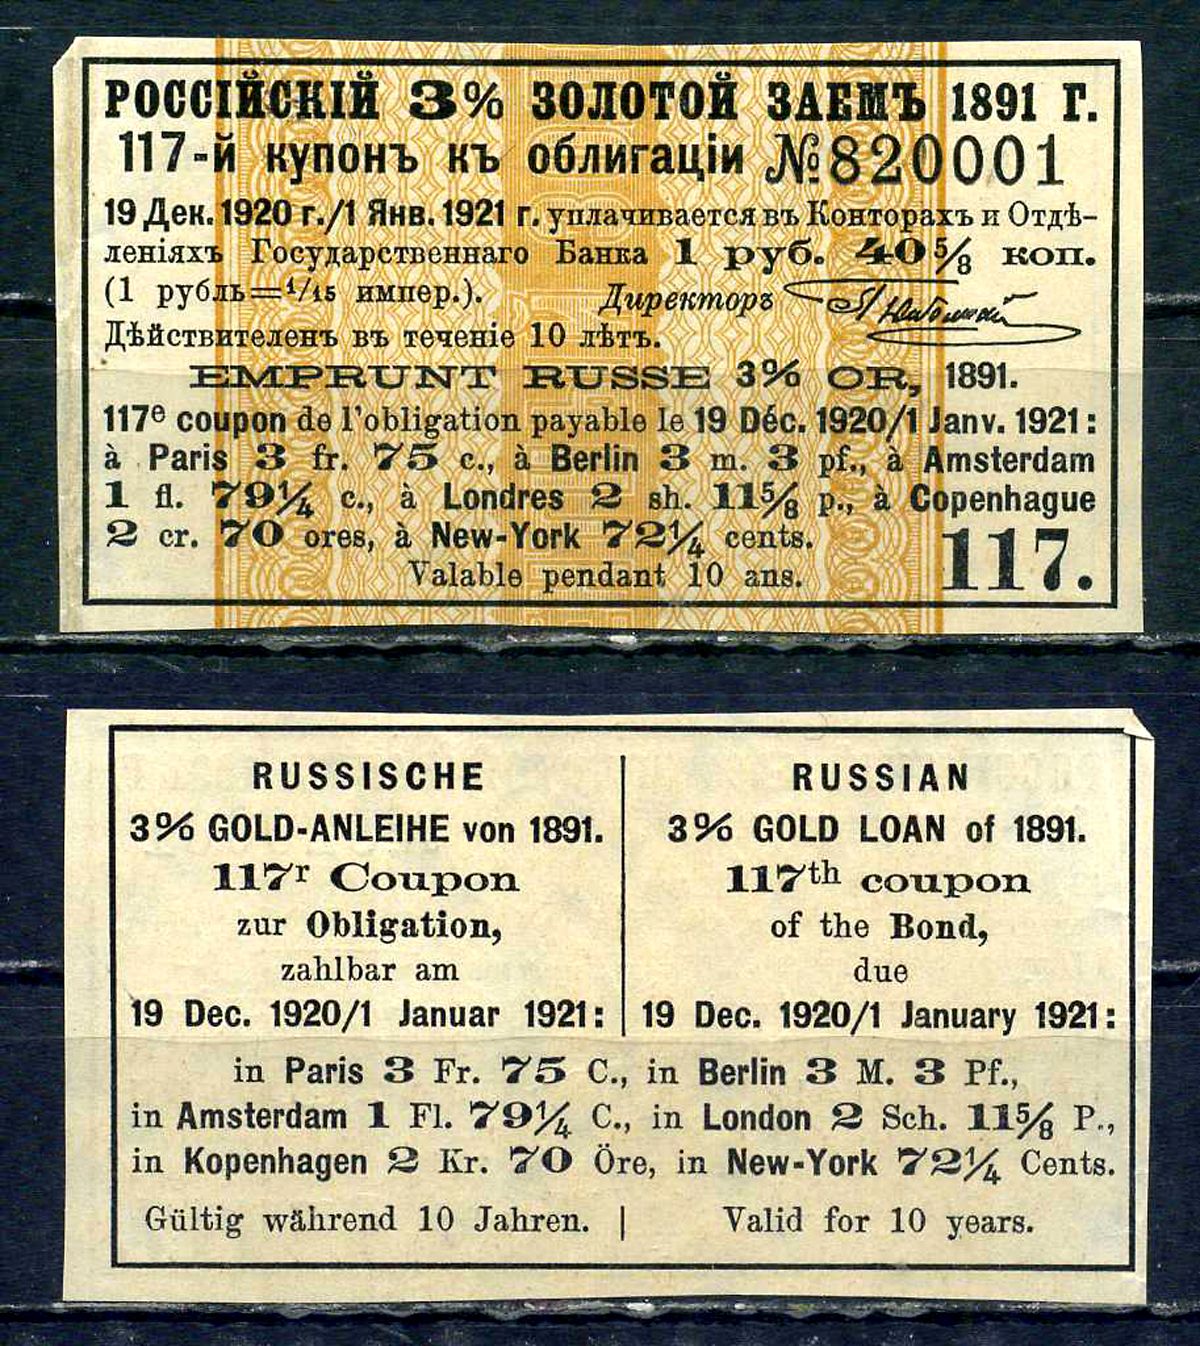 РОССІЙСКІЙ 3% ЗОЛОТОЙ ЗАЕМЪ 1891 Г.
117-й купонъ къ облигаціи №820001
19 Дек. 1920 г./1 Янв. 1921 г. уплачивается въ Конторахъ и Отдѣ-
леніяхъ Государственнаго Банка 1 руб. 40⅝ коп.
(1 рубль=1/15 импер.). Директоръ
Дѣйствителенъ въ теченіе 10 лѣтъ.
EMPRUNT RUSSE 3% OR, 1891.
117e coupon de l'obligation payable le 19 Déc. 1920/1 Janv. 1921:
à Paris 3 fr. 75 c., à Berlin 3 m. 3 pf., à Amsterdam
1 fl. 79¼ c., à Londres 2 sh. 11⅝ p., à Copenhague
2 cr. 70 ores, à New-York 72¼ cents.
Valable pendant 10 ans. 117.
RUSSISCHE
3% GOLD-ANLEIHE von 1891.
117r Coupon
zur Obligation,
zahlbar am
19 Dec. 1920/1 Januar 1921:
RUSSIAN
3% GOLD LOAN of 1891.
117th coupon
of the Bond,
due
19 Dec. 1920/1 January 1921:
in Paris 3 Fr. 75 C., in Berlin 3 M. 3 Pf.,
in Amsterdam 1 Fl. 79¼ C., in London 2 Sch. 11⅝ P.,
in Kopenhagen 2 Kr. 70 Öre, in New-York 72¼ Cents.
Gültig während 10 Jahren. | Valid for 10 years.